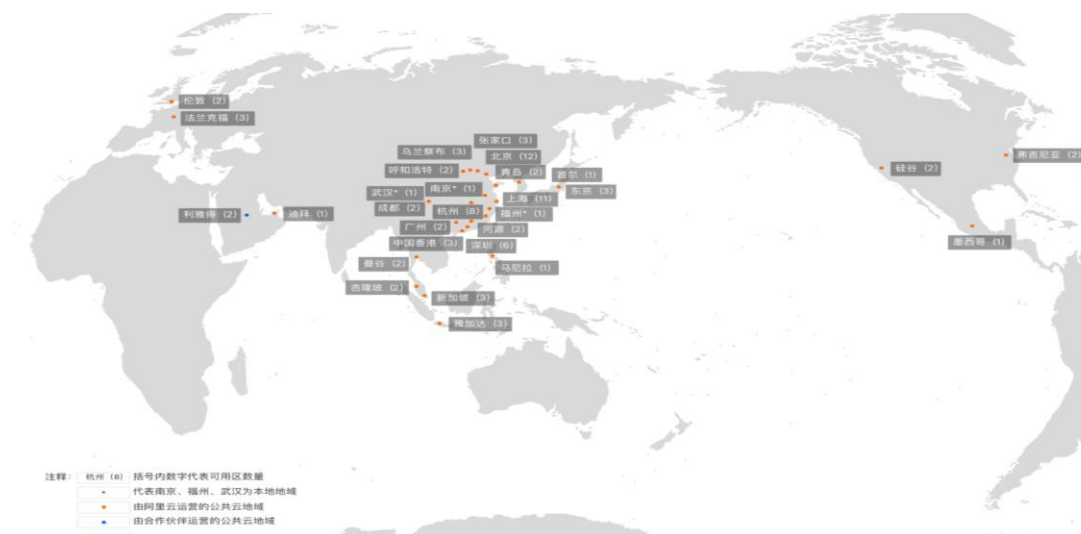 伦敦（2）
法兰克福（3）
张家口（3）
乌兰察布（3）
北京（12）
呼和浩特（2）
青岛（2）
首尔（1）
武汉*（1）
南京*（1）
东京（3）
成都（2）
杭州（8）
上海（11）
福州*（1）
广州（2）
河源（2）
中国香港（3）
深圳（6）
曼谷（2）
马尼拉（1）
吉隆坡（2）
新加坡（3）
雅加达（3）
利雅得（2）
迪拜（1）
硅谷（2）
弗吉尼亚（2）
墨西哥（1）
注释：
杭州（8） 括号内数字代表可用区数量
* 代表南京、福州、武汉为本地地域
由阿里云运营的公共云地域
由合作伙伴运营的公共云地域